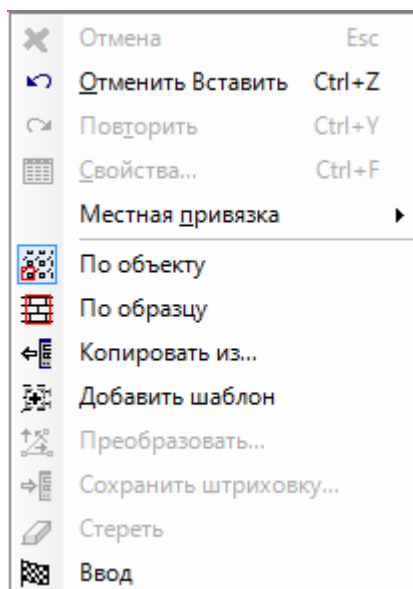 Отмена Esc
Отменить Вставить Ctrl+Z
Повторить Ctrl+Y
Свойства... Ctrl+F
Местная привязка
По объекту
По образцу
Копировать из...
Добавить шаблон
Преобразовать...
Сохранить штриховку...
Стереть
Ввод